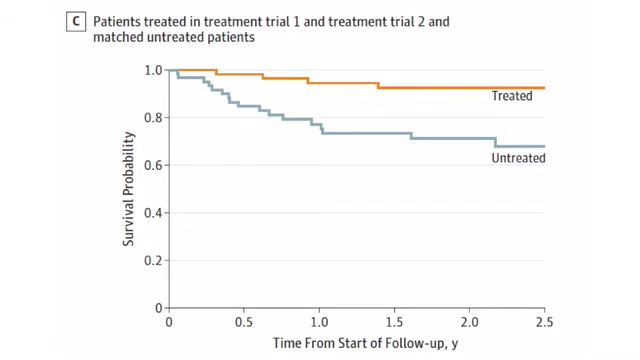 C Patients treated in treatment trial 1 and treatment trial 2 and
matched untreated patients
Survival Probability
1.0
0.8
0.6
0.4
0.2
0
Treated
Untreated
0 0.5 1.0 1.5 2.0 2.5
Time From Start of Follow-up, y